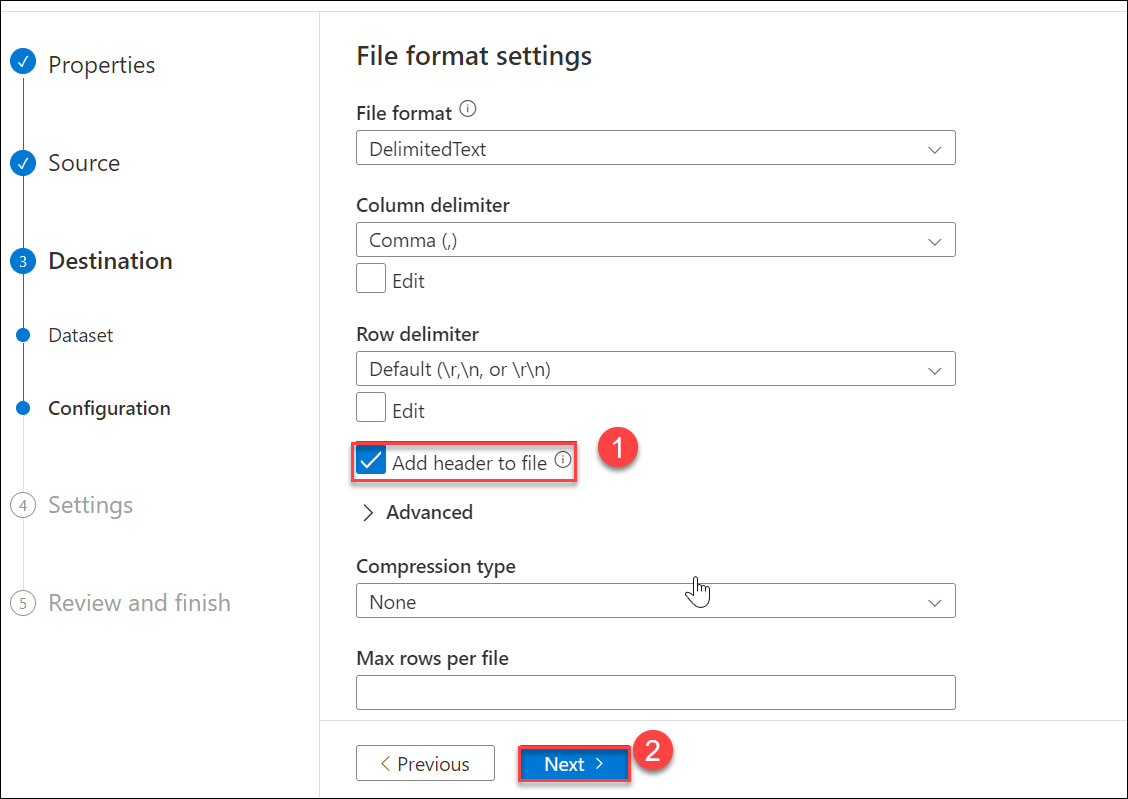 Properties
Source
3 Destination
Dataset
Configuration
4 Settings
5 Review and finish
File format settings
File format
DelimitedText
Column delimiter
Comma (,)
Edit
Row delimiter
Default (\r,\n, or \r\n)
Edit
Add header to file
1
Advanced
Compression type
None
Max rows per file
Previous
Next
2